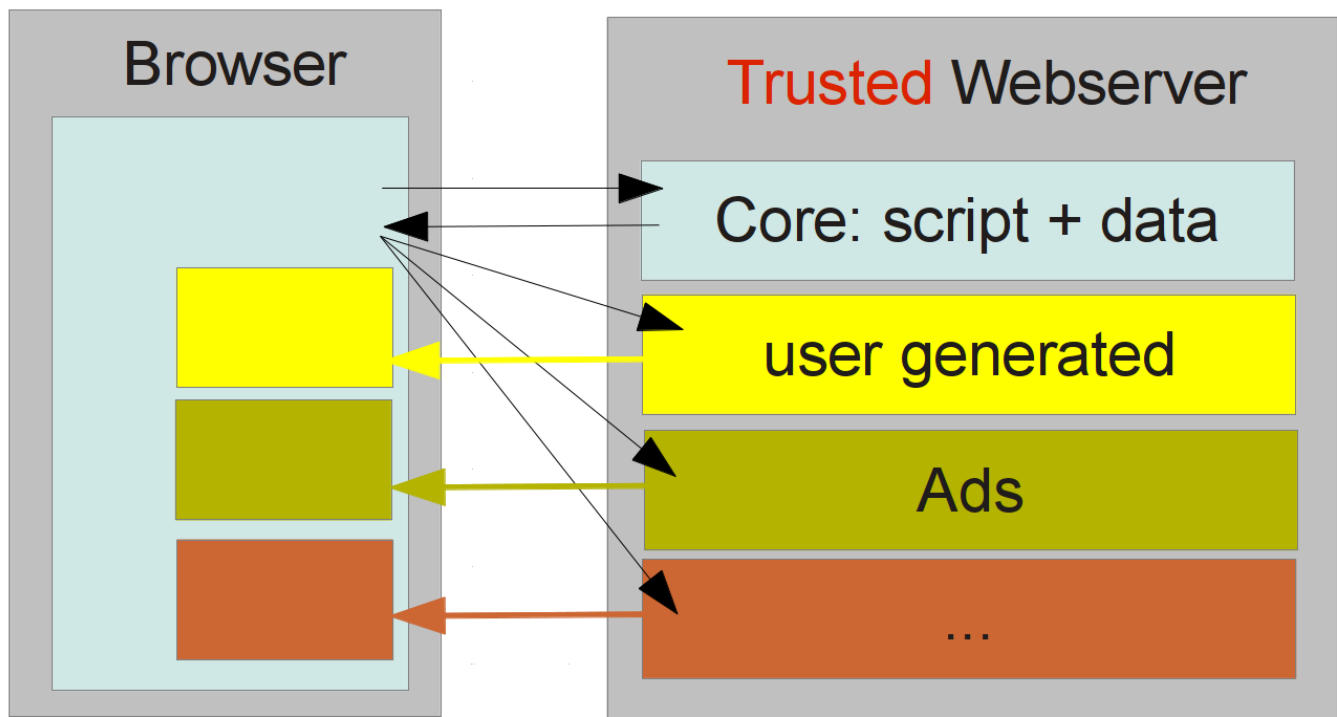 Browser
Trusted Webserver
Core: script + data
user generated
Ads
...